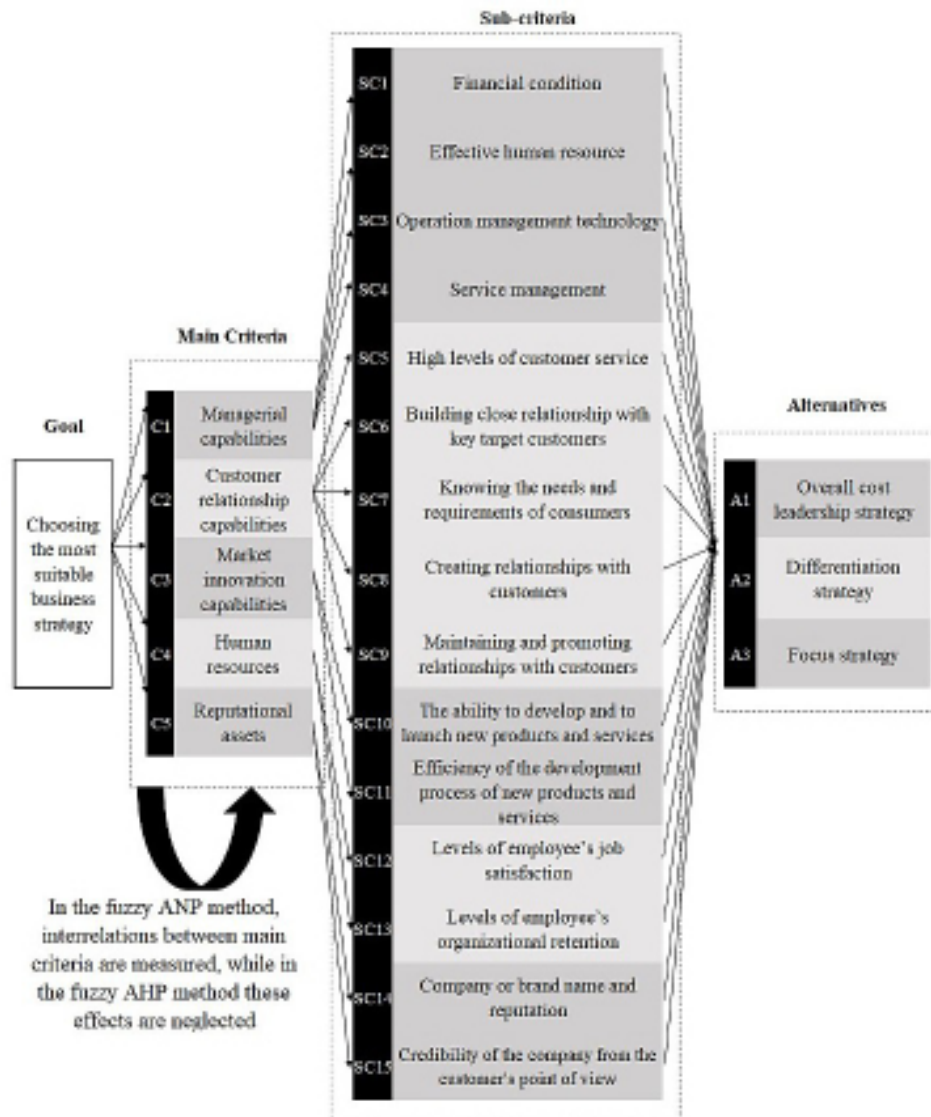 Goal
Choosing
the most
suitable
business
strategy
Main Criteria
C1
Managerial
capabilities
C2
Customer
relationship
capabilities
C3
Market
innovation
capabilities
C4
Human
resources
C5
Reputational
assets
In the fuzzy ANP method,
interrelations between main
criteria are measured, while in
the fuzzy AHP method these
effects are neglected
Sub-criteria
SC1
Financial condition
SC2
Effective human resource
SC3
Operation management technology
SC4
Service management
SC5
High levels of customer service
SC6
Building close relationship with
key target customers
SC7
Knowing the needs and
requirements of consumers
SC8
Creating relationships with
customers
SC9
Maintaining and promoting
relationships with customers
SC10
The ability to develop and to
launch new products and services
SC11
Efficiency of the development
process of new products and
services
SC12
Levels of employee's job
satisfaction
SC13
Levels of employee's
organizational retention
SC14
Company or brand name and
reputation
SC15
Credibility of the company from the
customer's point of view
Alternatives
A1
Overall cost
leadership strategy
A2
Differentiation
strategy
A3
Focus strategy